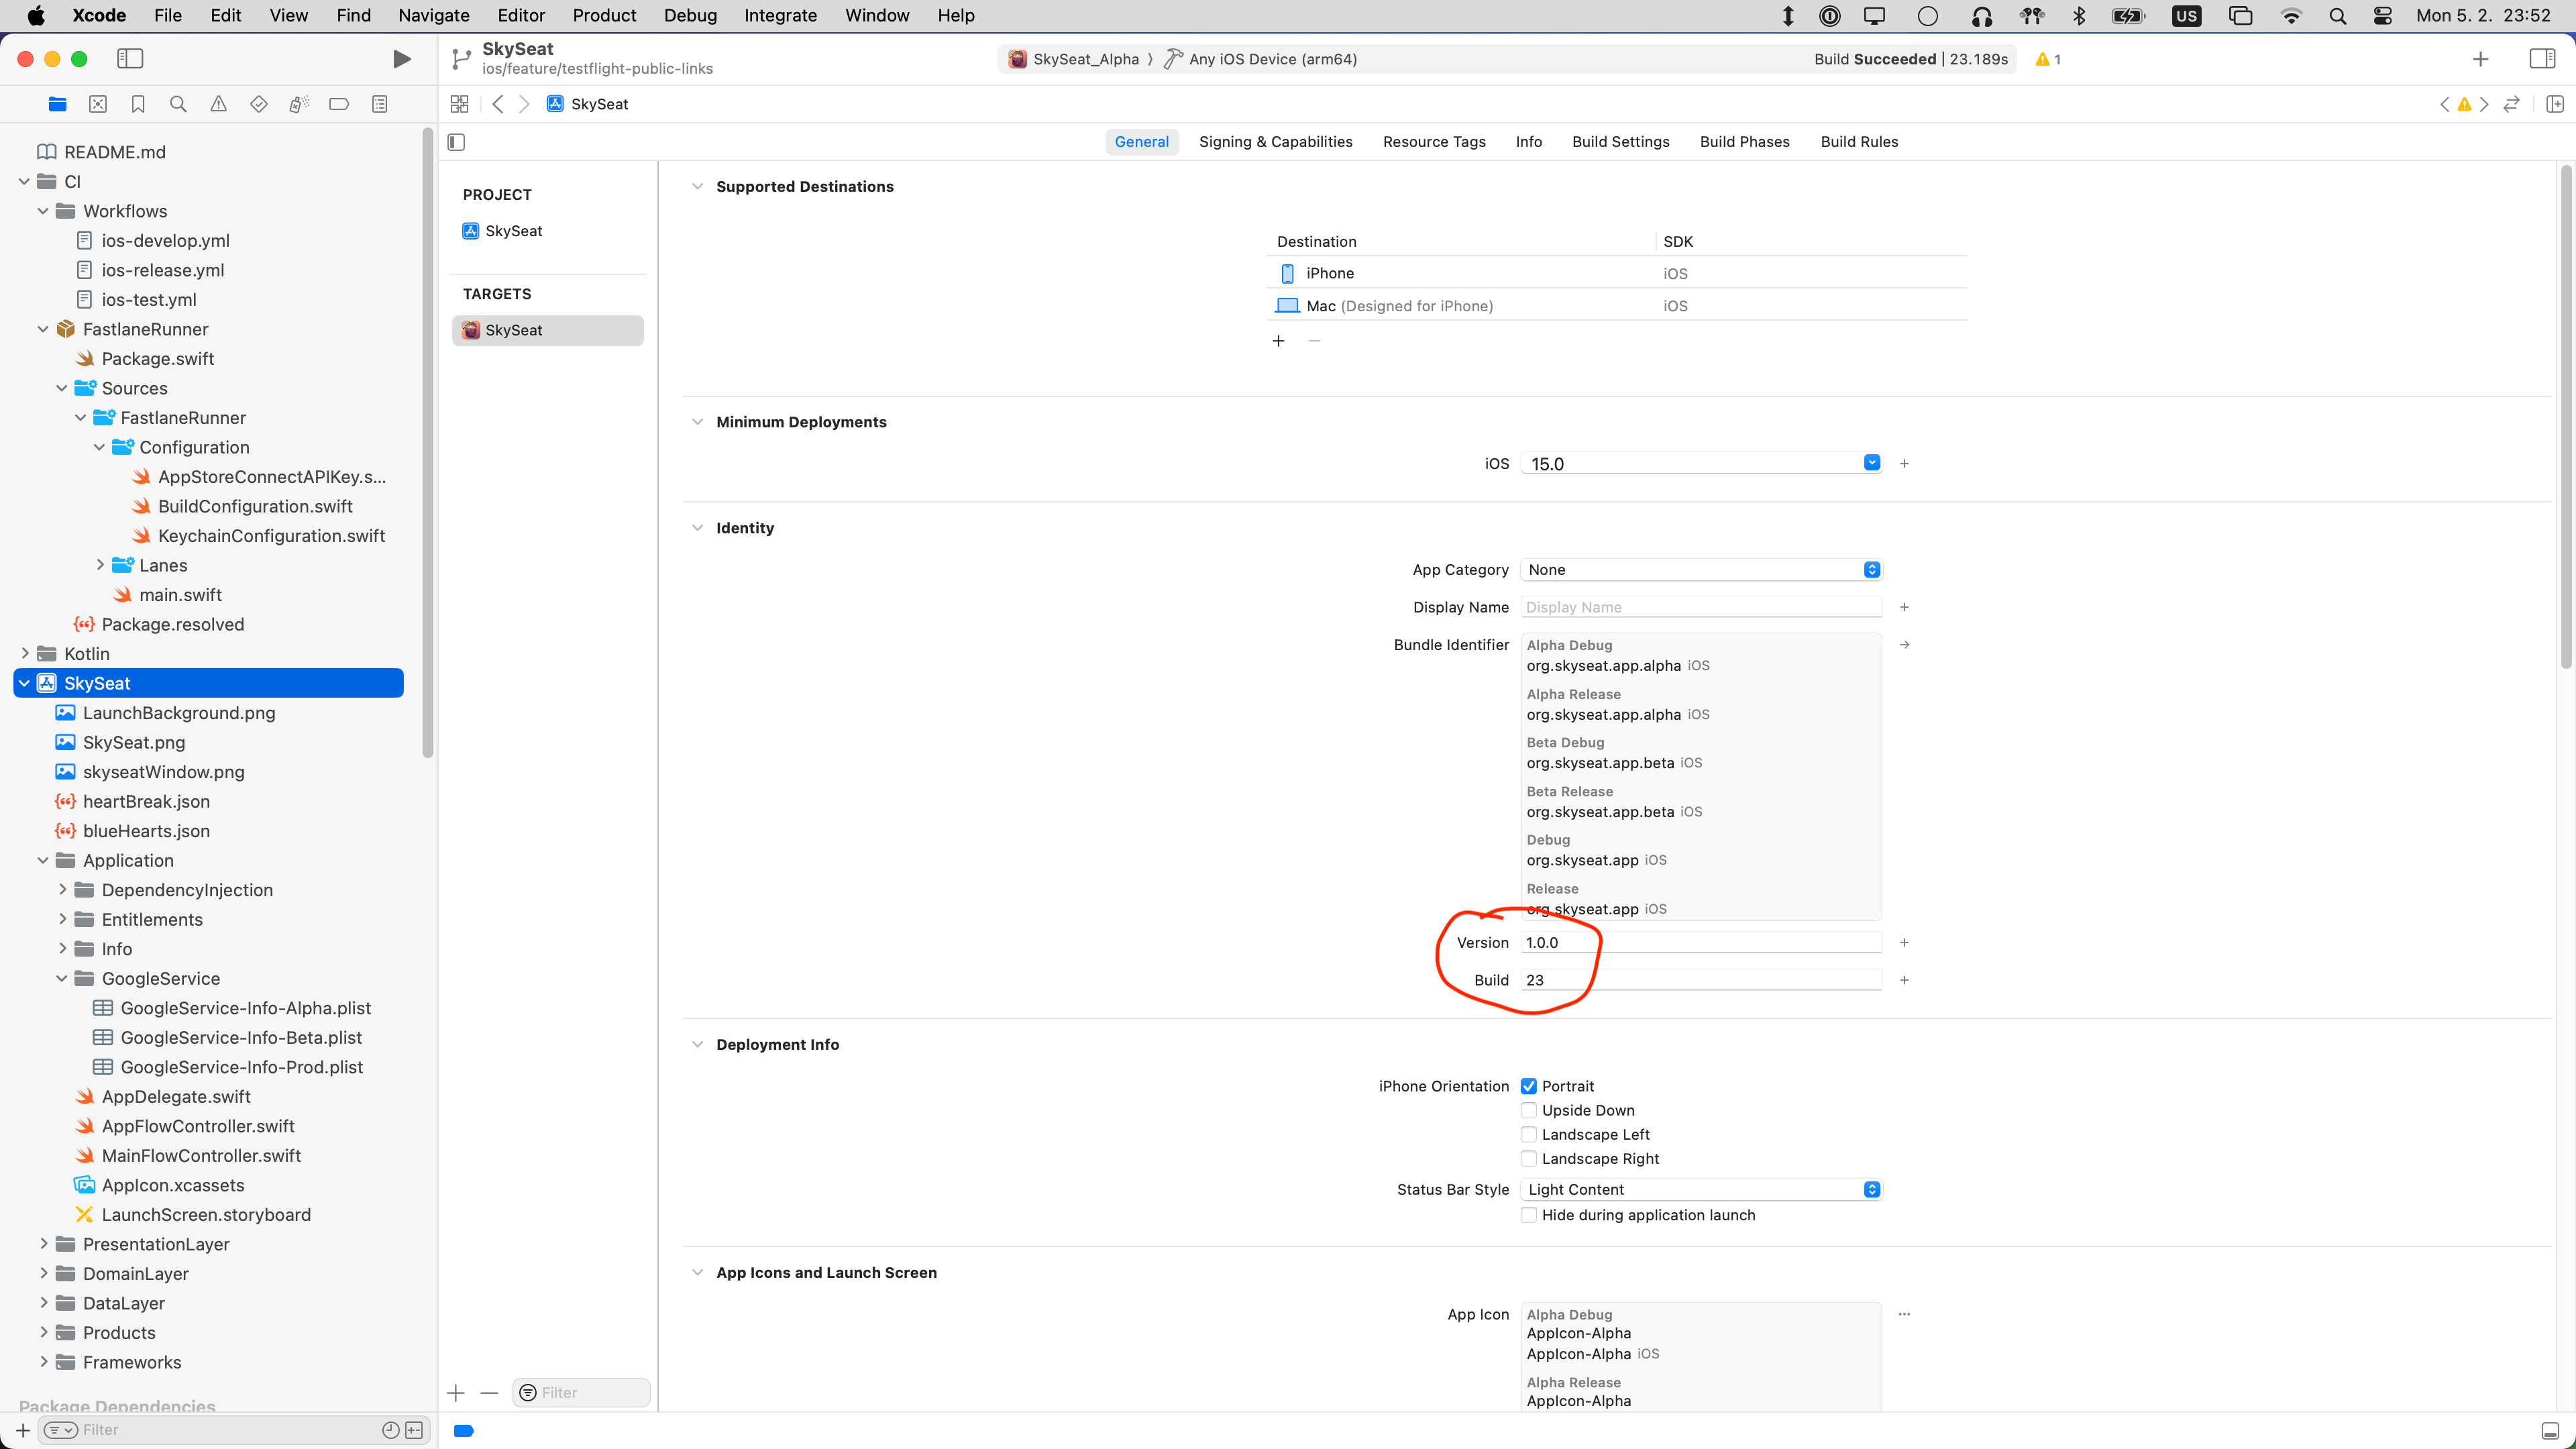 Xcode File Edit View Find Navigate Editor Product Debug Integrate Window Help US Mon 5. 2. 23:52
SkySeat
ios/feature/testflight-public-links
SkySeat_Alpha Any iOS Device (arm64) Build Succeeded | 23.189s 1
SkySeat
General Signing & Capabilities Resource Tags Info Build Settings Build Phases Build Rules
README.md
CI
Workflows
ios-develop.yml
ios-release.yml
ios-test.yml
FastlaneRunner
Package.swift
Sources
FastlaneRunner
Configuration
AppStoreConnectAPIKey.s...
BuildConfiguration.swift
KeychainConfiguration.swift
Lanes
main.swift
Package.resolved
Kotlin
SkySeat
LaunchBackground.png
SkySeat.png
skyseatWindow.png
heartBreak.json
blueHearts.json
Application
DependencyInjection
Entitlements
Info
GoogleService
GoogleService-Info-Alpha.plist
GoogleService-Info-Beta.plist
GoogleService-Info-Prod.plist
AppDelegate.swift
AppFlowController.swift
MainFlowController.swift
AppIcon.xcassets
LaunchScreen.storyboard
PresentationLayer
DomainLayer
DataLayer
Products
Frameworks
Package Dependencies
Filter
PROJECT
SkySeat
TARGETS
SkySeat
Filter
Supported Destinations
Destination SDK
iPhone iOS
Mac (Designed for iPhone) iOS
Minimum Deployments
iOS 15.0
Identity
App Category None
Display Name Display Name
Bundle Identifier Alpha Debug
org.skyseat.app.alpha iOS
Alpha Release
org.skyseat.app.alpha iOS
Beta Debug
org.skyseat.app.beta iOS
Beta Release
org.skyseat.app.beta iOS
Debug
org.skyseat.app iOS
Release
org.skyseat.app iOS
Version 1.0.0
Build 23
Deployment Info
iPhone Orientation Portrait
Upside Down
Landscape Left
Landscape Right
Status Bar Style Light Content
Hide during application launch
App Icons and Launch Screen
App Icon Alpha Debug
AppIcon-Alpha
AppIcon-Alpha iOS
Alpha Release
AppIcon-Alpha